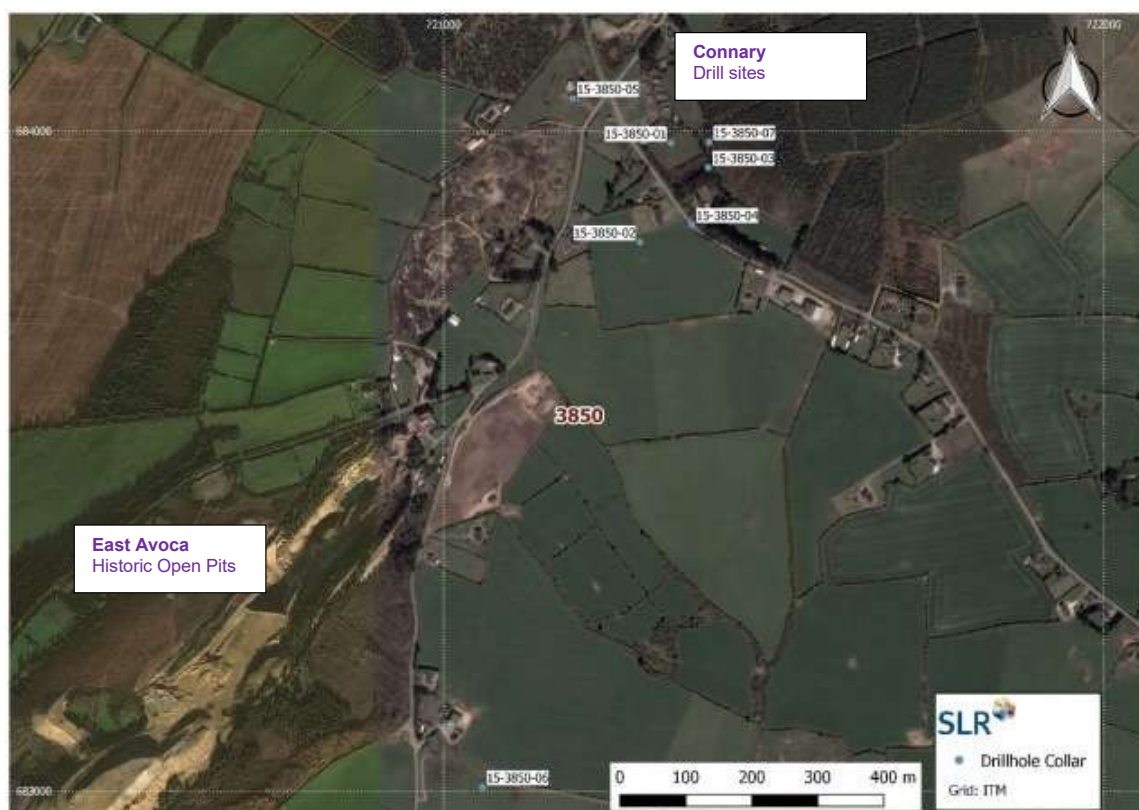 721000
722000
N
Connary
Drill sites
15-3850-05
684000
15-3850-01
15-3850-07
15-3850-03
15-3850-04
15-3850-02
3850
East Avoca
Historic Open Pits
SLR
Drillhole Collar
Grid: ITM
0 100 200 300 400 m
15-3850-06
683000